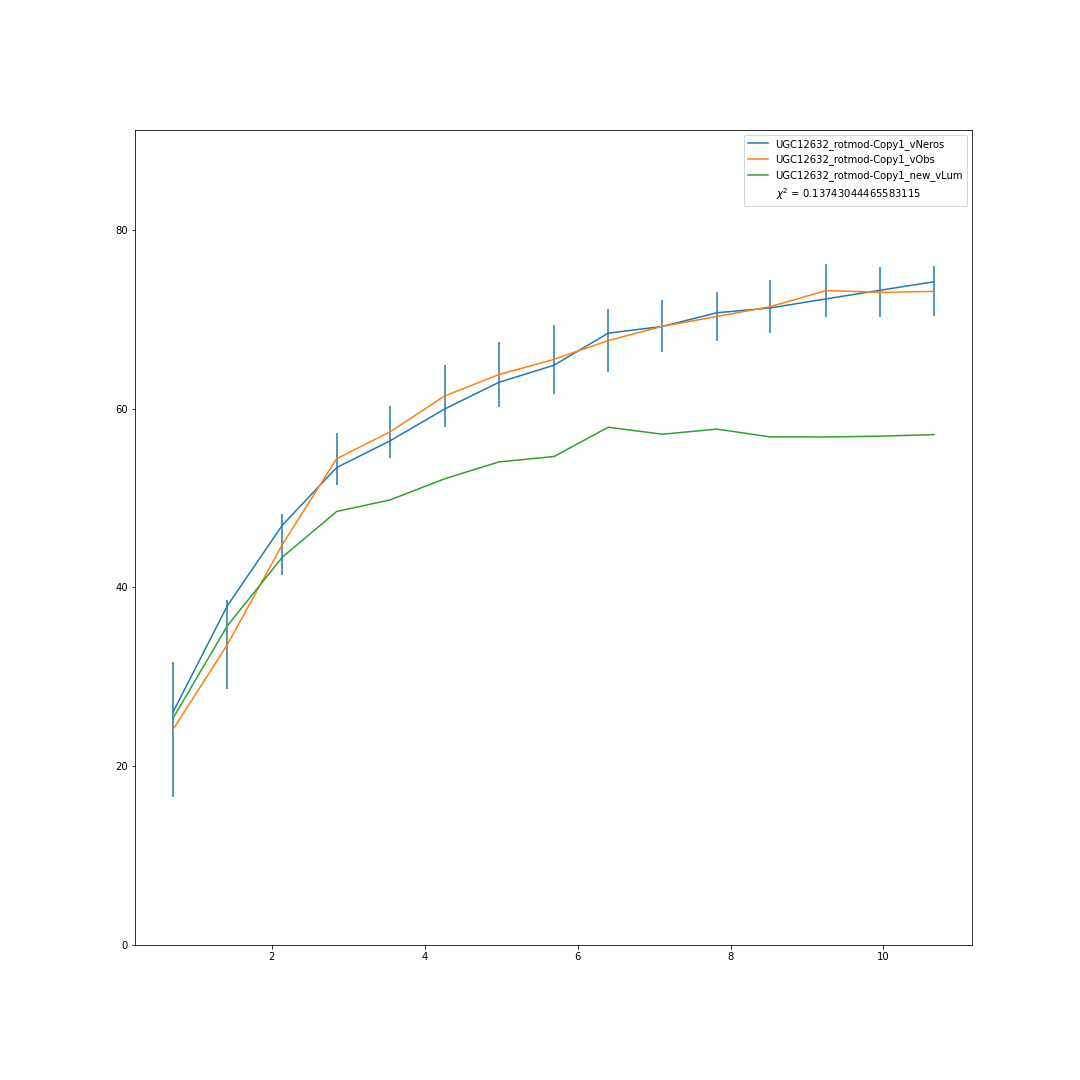 UGC12632_rotmod-Copy1_vNeros
UGC12632_rotmod-Copy1_vObs
UGC12632_rotmod-Copy1_new_vLum
χ² = 0.13743044465583115
80
60
40
20
0
2 4 6 8 10